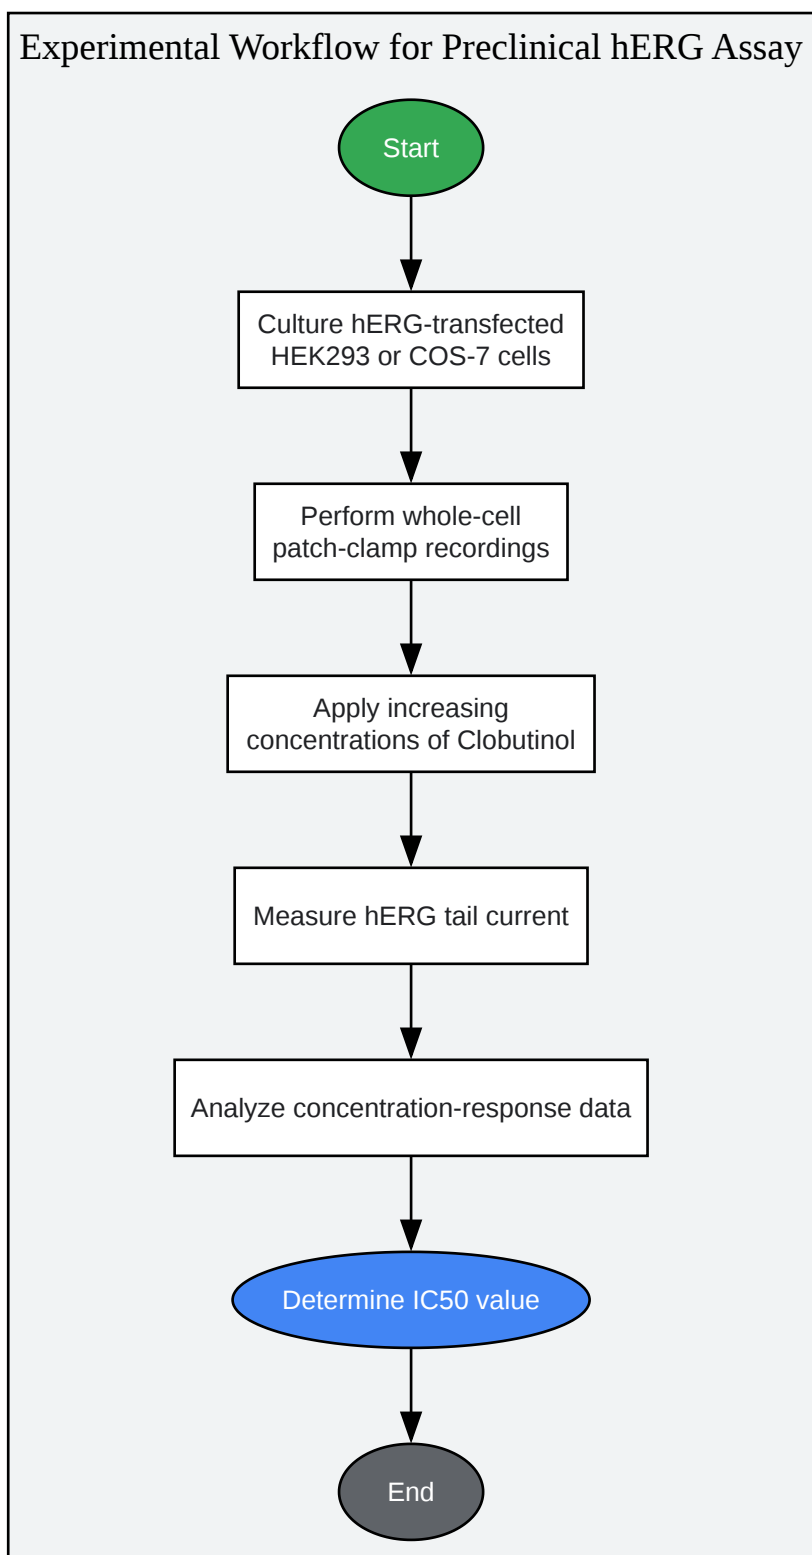 Experimental Workflow for Preclinical hERG Assay
Start
Culture hERG-transfected
HEK293 or COS-7 cells
Perform whole-cell
patch-clamp recordings
Apply increasing
concentrations of Clobutinol
Measure hERG tail current
Analyze concentration-response data
Determine IC50 value
End